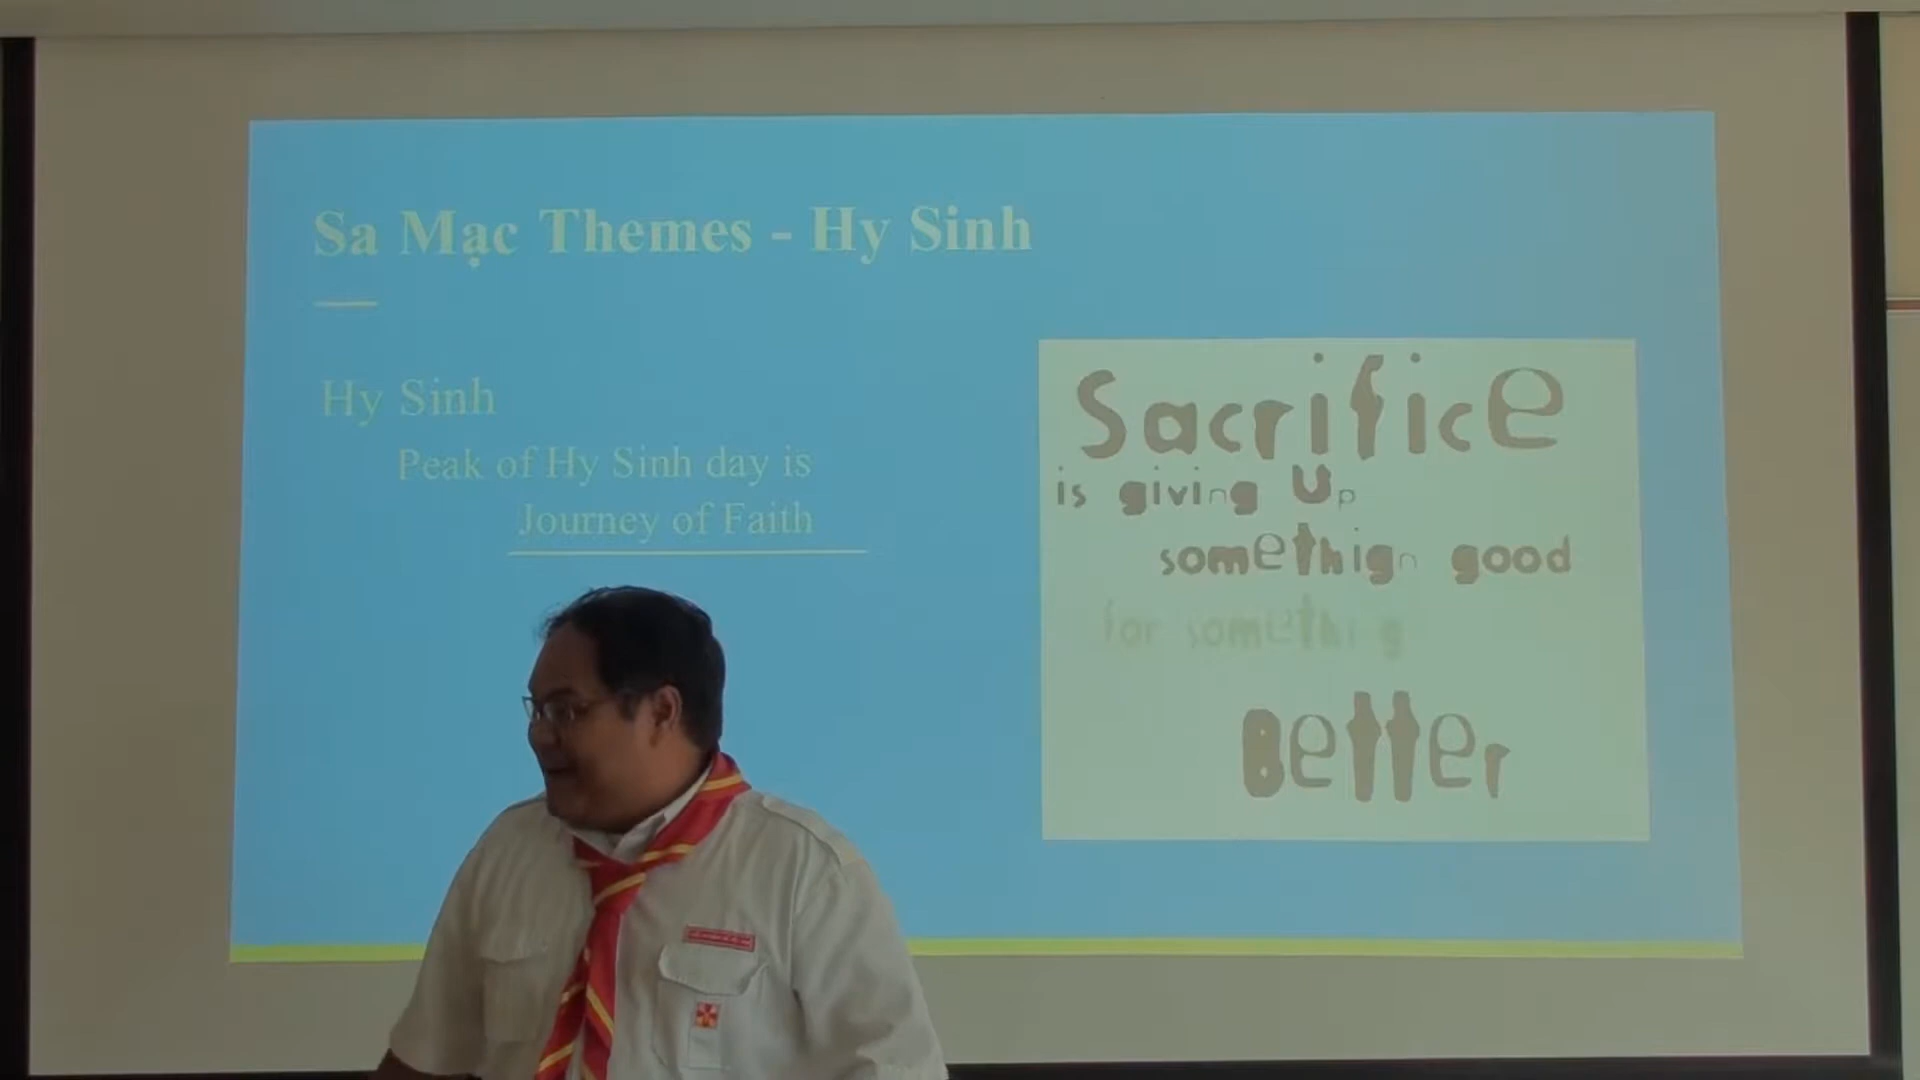 Sa Mạc Themes - Hy Sinh
Hy Sinh
Peak of Hy Sinh day is
Journey of Faith
Sacrifice
is giving Up
somethign good
for somethi g
Better